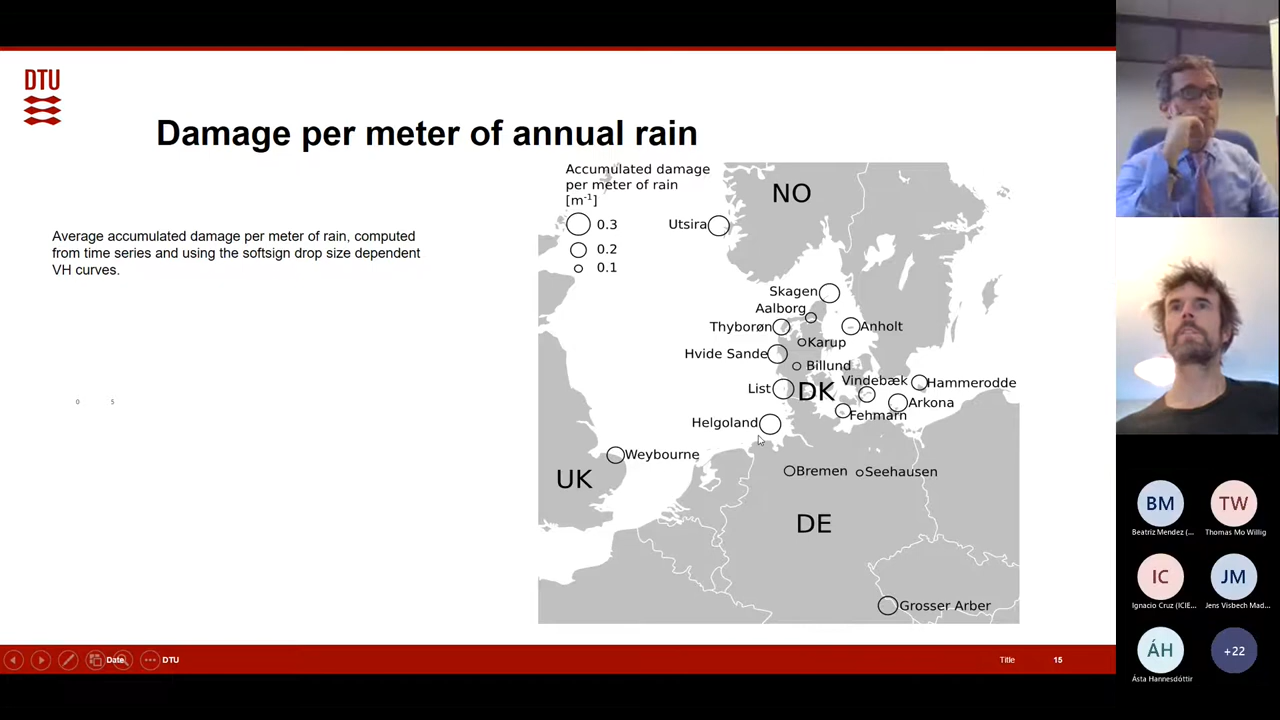 DTU
Damage per meter of annual rain
Average accumulated damage per meter of rain, computed
from time series and using the softsign drop size dependent
VH curves.
0 5
Accumulated damage
per meter of rain
[m⁻¹]
0.3
0.2
0.1
NO
Utsira
Skagen
Aalborg
Thyborøn
Anholt
Karup
Hvide Sande
Billund
Vindebæk
Hammerodde
List
DK
Arkona
Fehmarn
Helgoland
Weybourne
Bremen
Seehausen
UK
DE
Grosser Arber
Date
DTU
Title
15
BM
TW
Beatriz Mendez (...
Thomas Mo Willig
IC
JM
Ignacio Cruz (ICIE...
Jens Visbech Mad...
ÁH
+22
Ásta Hannesdóttir